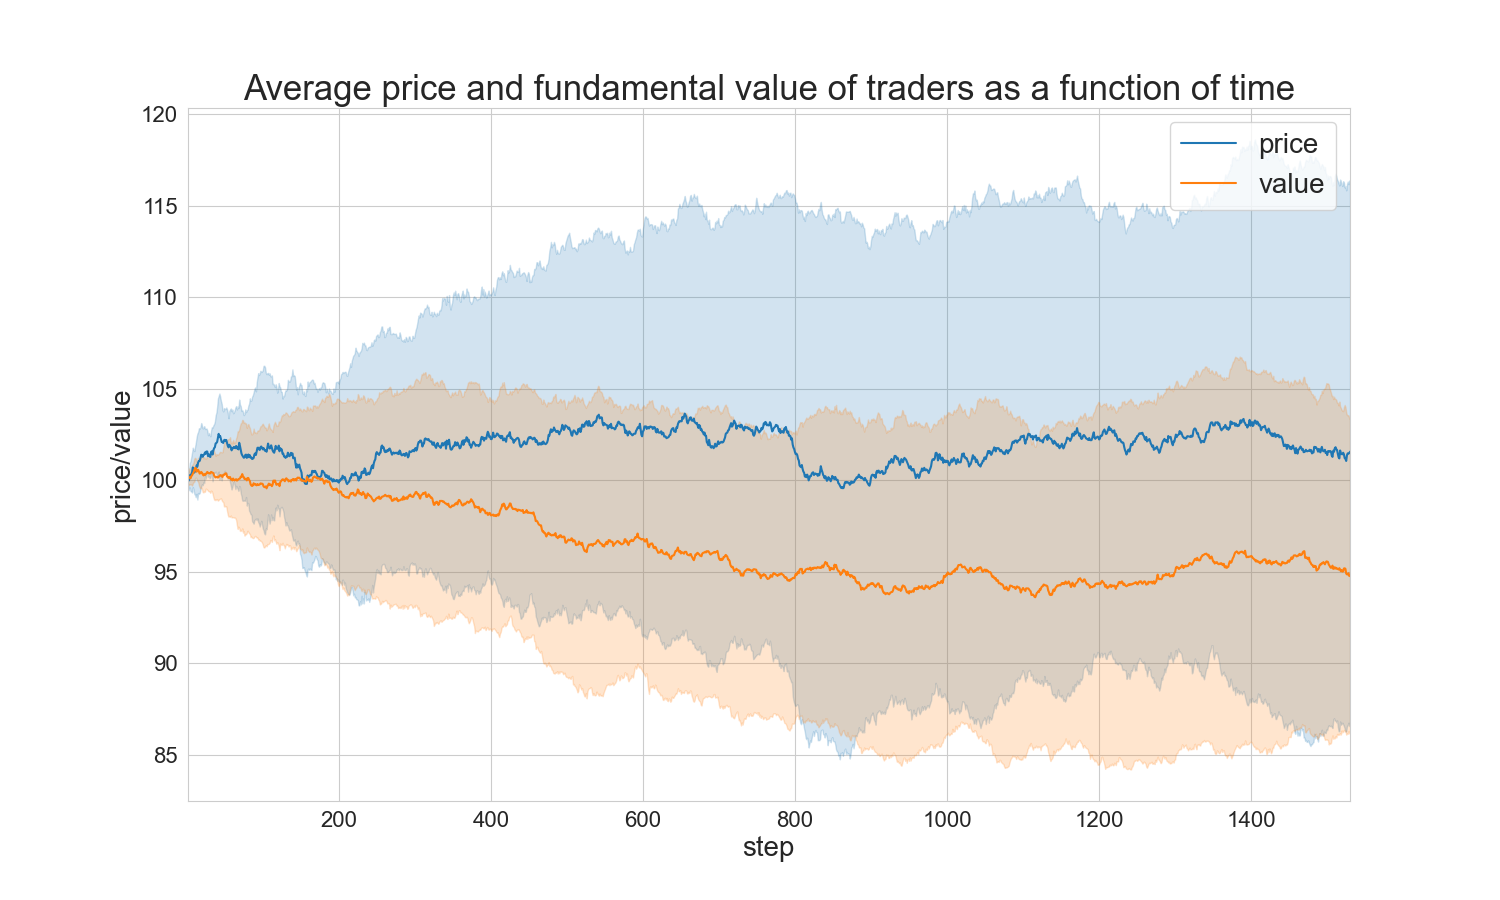 Average price and fundamental value of traders as a function of time
price
value
120
115
110
105
100
95
90
85
price/value
200 400 600 800 1000 1200 1400
step